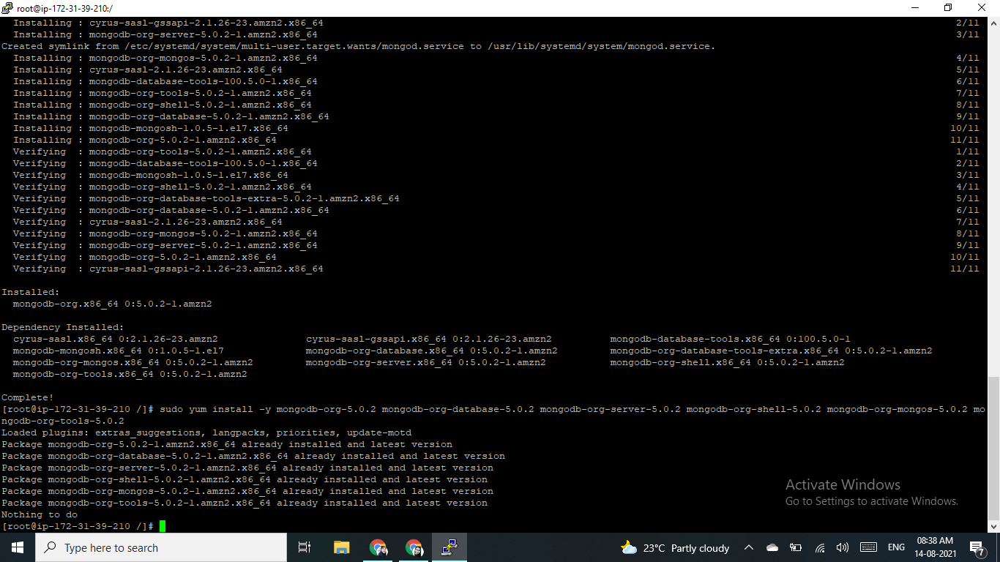 root@ip-172-31-39-210:/
Installing : cyrus-sasl-gssapi-2.1.26-23.amzn2.x86_64 2/11
Installing : mongodb-org-server-5.0.2-1.amzn2.x86_64 3/11
Created symlink from /etc/systemd/system/multi-user.target.wants/mongod.service to /usr/lib/systemd/system/mongod.service.
Installing : mongodb-org-mongos-5.0.2-1.amzn2.x86_64 4/11
Installing : cyrus-sasl-2.1.26-23.amzn2.x86_64 5/11
Installing : mongodb-database-tools-100.5.0-1.x86_64 6/11
Installing : mongodb-org-tools-5.0.2-1.amzn2.x86_64 7/11
Installing : mongodb-org-shell-5.0.2-1.amzn2.x86_64 8/11
Installing : mongodb-org-database-5.0.2-1.amzn2.x86_64 9/11
Installing : mongodb-mongosh-1.0.5-1.el7.x86_64 10/11
Installing : mongodb-org-5.0.2-1.amzn2.x86_64 11/11
Verifying : mongodb-org-tools-5.0.2-1.amzn2.x86_64 1/11
Verifying : mongodb-database-tools-100.5.0-1.x86_64 2/11
Verifying : mongodb-mongosh-1.0.5-1.el7.x86_64 3/11
Verifying : mongodb-org-shell-5.0.2-1.amzn2.x86_64 4/11
Verifying : mongodb-org-database-tools-extra-5.0.2-1.amzn2.x86_64 5/11
Verifying : mongodb-org-database-5.0.2-1.amzn2.x86_64 6/11
Verifying : cyrus-sasl-2.1.26-23.amzn2.x86_64 7/11
Verifying : mongodb-org-mongos-5.0.2-1.amzn2.x86_64 8/11
Verifying : mongodb-org-server-5.0.2-1.amzn2.x86_64 9/11
Verifying : mongodb-org-5.0.2-1.amzn2.x86_64 10/11
Verifying : cyrus-sasl-gssapi-2.1.26-23.amzn2.x86_64 11/11
Installed:
mongodb-org.x86_64 0:5.0.2-1.amzn2
Dependency Installed:
cyrus-sasl.x86_64 0:2.1.26-23.amzn2 cyrus-sasl-gssapi.x86_64 0:2.1.26-23.amzn2 mongodb-database-tools.x86_64 0:100.5.0-1
mongodb-mongosh.x86_64 0:1.0.5-1.el7 mongodb-org-database.x86_64 0:5.0.2-1.amzn2 mongodb-org-database-tools-extra.x86_64 0:5.0.2-1.amzn2
mongodb-org-mongos.x86_64 0:5.0.2-1.amzn2 mongodb-org-server.x86_64 0:5.0.2-1.amzn2 mongodb-org-shell.x86_64 0:5.0.2-1.amzn2
mongodb-org-tools.x86_64 0:5.0.2-1.amzn2
Complete!
[root@ip-172-31-39-210 /]# sudo yum install -y mongodb-org-5.0.2 mongodb-org-database-5.0.2 mongodb-org-server-5.0.2 mongodb-org-shell-5.0.2 mongodb-org-mongos-5.0.2 mo
ngodb-org-tools-5.0.2
Loaded plugins: extras_suggestions, langpacks, priorities, update-motd
Package mongodb-org-5.0.2-1.amzn2.x86_64 already installed and latest version
Package mongodb-org-database-5.0.2-1.amzn2.x86_64 already installed and latest version
Package mongodb-org-server-5.0.2-1.amzn2.x86_64 already installed and latest version
Package mongodb-org-shell-5.0.2-1.amzn2.x86_64 already installed and latest version
Package mongodb-org-mongos-5.0.2-1.amzn2.x86_64 already installed and latest version
Package mongodb-org-tools-5.0.2-1.amzn2.x86_64 already installed and latest version
Nothing to do
[root@ip-172-31-39-210 /]#
Activate Windows
Go to Settings to activate Windows.
Type here to search
23°C Partly cloudy
ENG
08:38 AM
14-08-2021
7